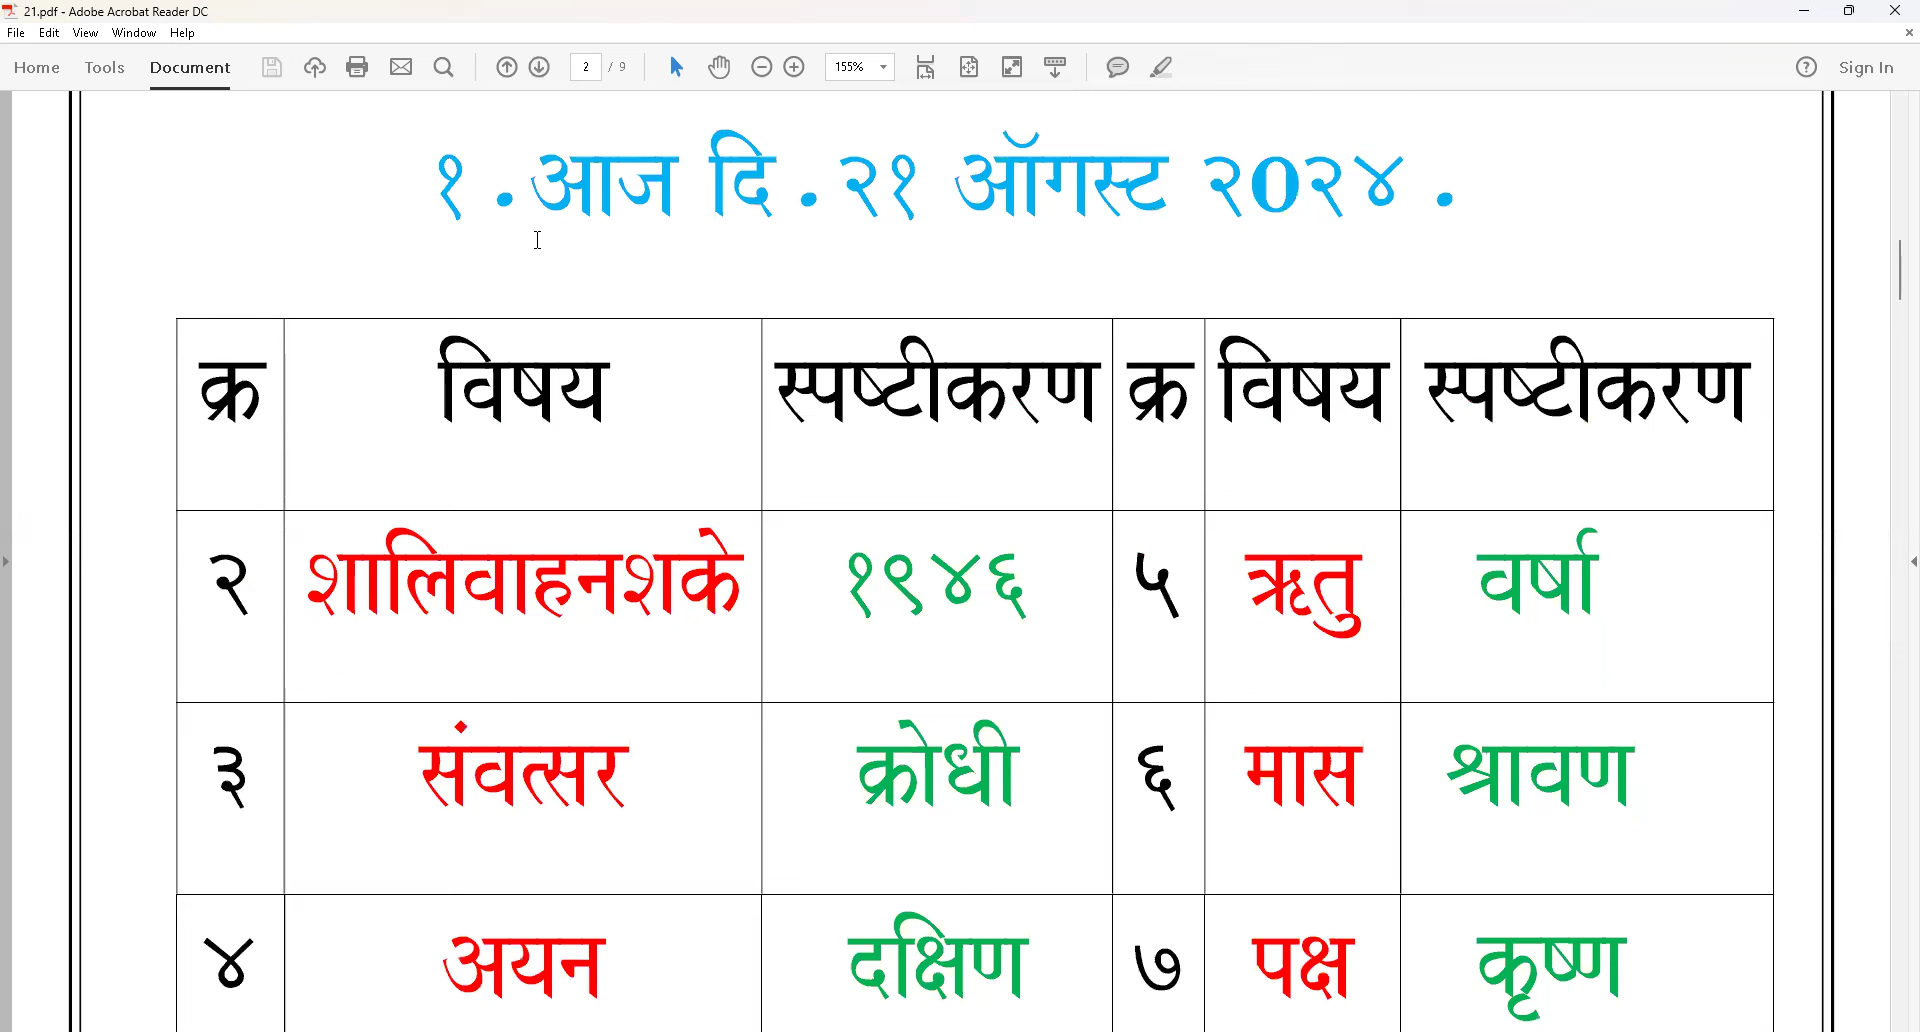 21.pdf - Adobe Acrobat Reader DC
File Edit View Window Help
Home Tools Document 2 / 9 155% Sign In
१ . आज दि . २१ ऑगस्ट २०२४ .
क्र विषय स्पष्टीकरण क्र विषय स्पष्टीकरण
२ शालिवाहनशके १९४६ ५ ऋतु वर्षा
३ संवत्सर क्रोधी ६ मास श्रावण
४ अयन दक्षिण ७ पक्ष कृष्ण